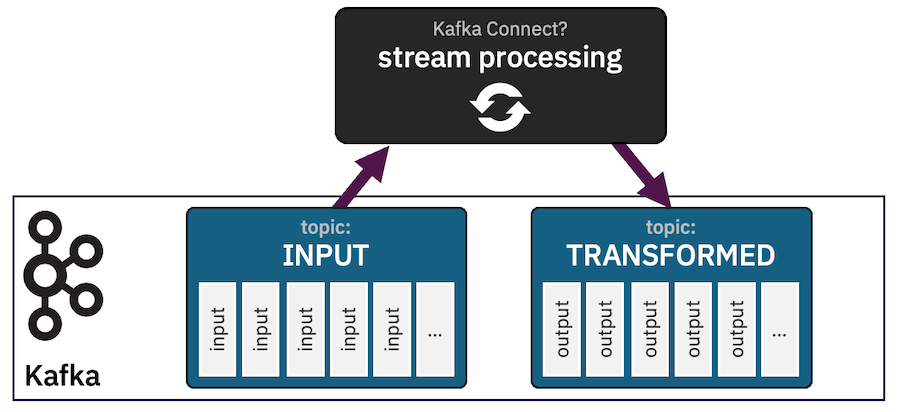 Kafka Connect?
stream processing
topic:
INPUT
input
input
input
input
input
...
topic:
TRANSFORMED
output
output
output
output
output
...
Kafka